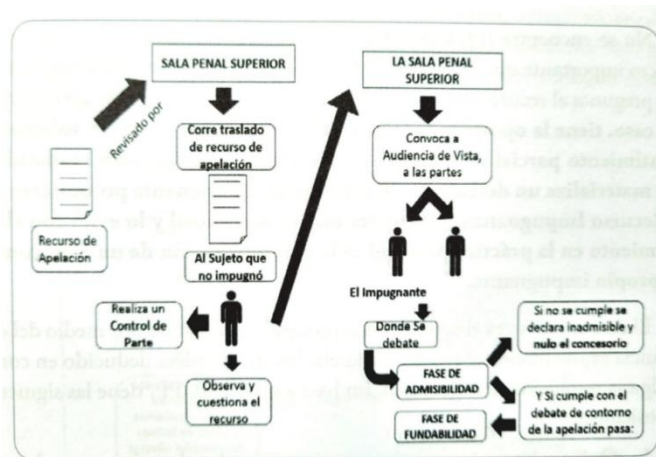 SALA PENAL SUPERIOR
Revisado por
Recurso de
Apelación
Corre traslado
de recurso de
apelación
Al Sujeto que
no impugnó
Realiza un
Control de
Parte
Observa y
cuestiona el
recurso
LA SALA PENAL
SUPERIOR
Convoca a
Audiencia de Vista,
a las partes
El Impugnante
Donde Se
debate
FASE DE
ADMISIBILIDAD
Si no se cumple se
declara inadmisible y
nulo el concesorio
Y Si cumple con el
debate de contorno
de la apelación pasa:
FASE DE
FUNDABILIDAD